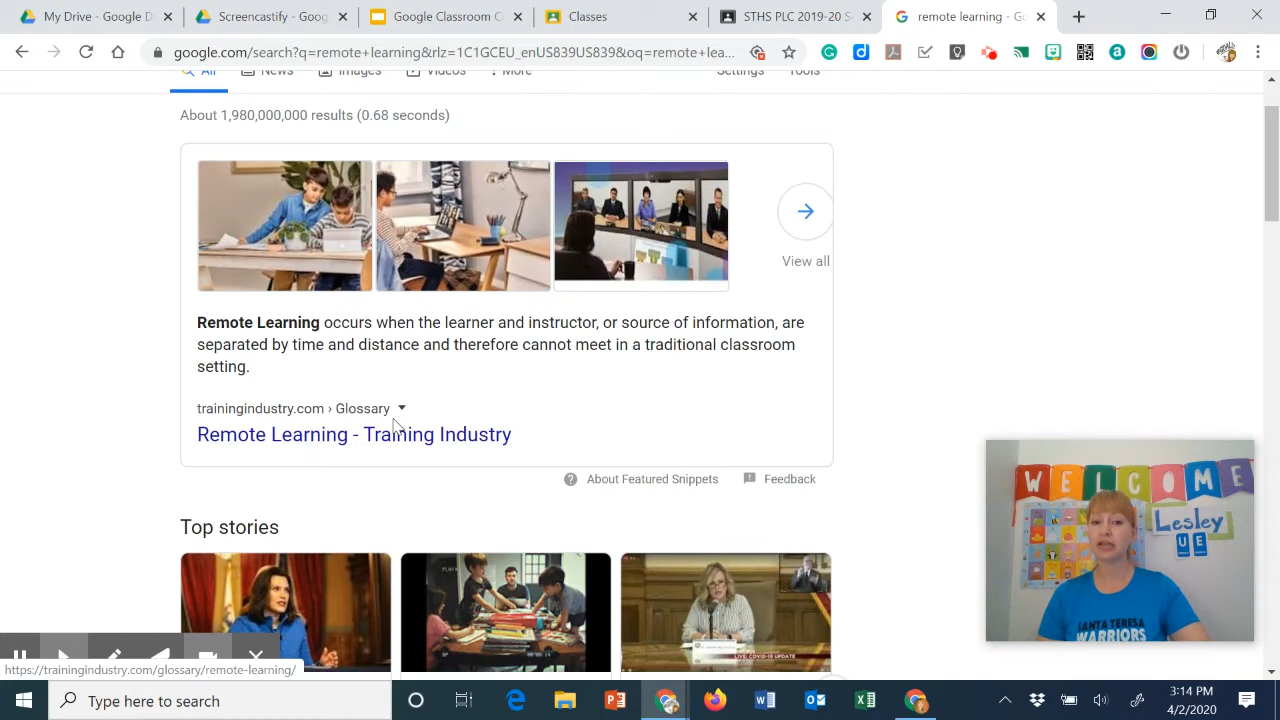 My Drive - Google D
Screencastify - Goog
Google Classroom C
Classes
STHS PLC 2019-20 S
remote learning - Go
google.com/search?q=remote+learning&rlz=1C1GCEU_enUS839US839&oq=remote+lea...
All
News
Images
Videos
More
Settings
Tools
About 1,980,000,000 results (0.68 seconds)
View all
Remote Learning occurs when the learner and instructor, or source of information, are
separated by time and distance and therefore cannot meet in a traditional classroom
setting.
trainingindustry.com › Glossary
Remote Learning - Training Industry
About Featured Snippets
Feedback
Top stories
WELCOME
Lesley
UE
SANTA TERESA
WARRIORS
LIVE: COVID-19 UPDATE
https://trainingindustry.com/glossary/remote-learning/
Type here to search
3:14 PM
4/2/2020